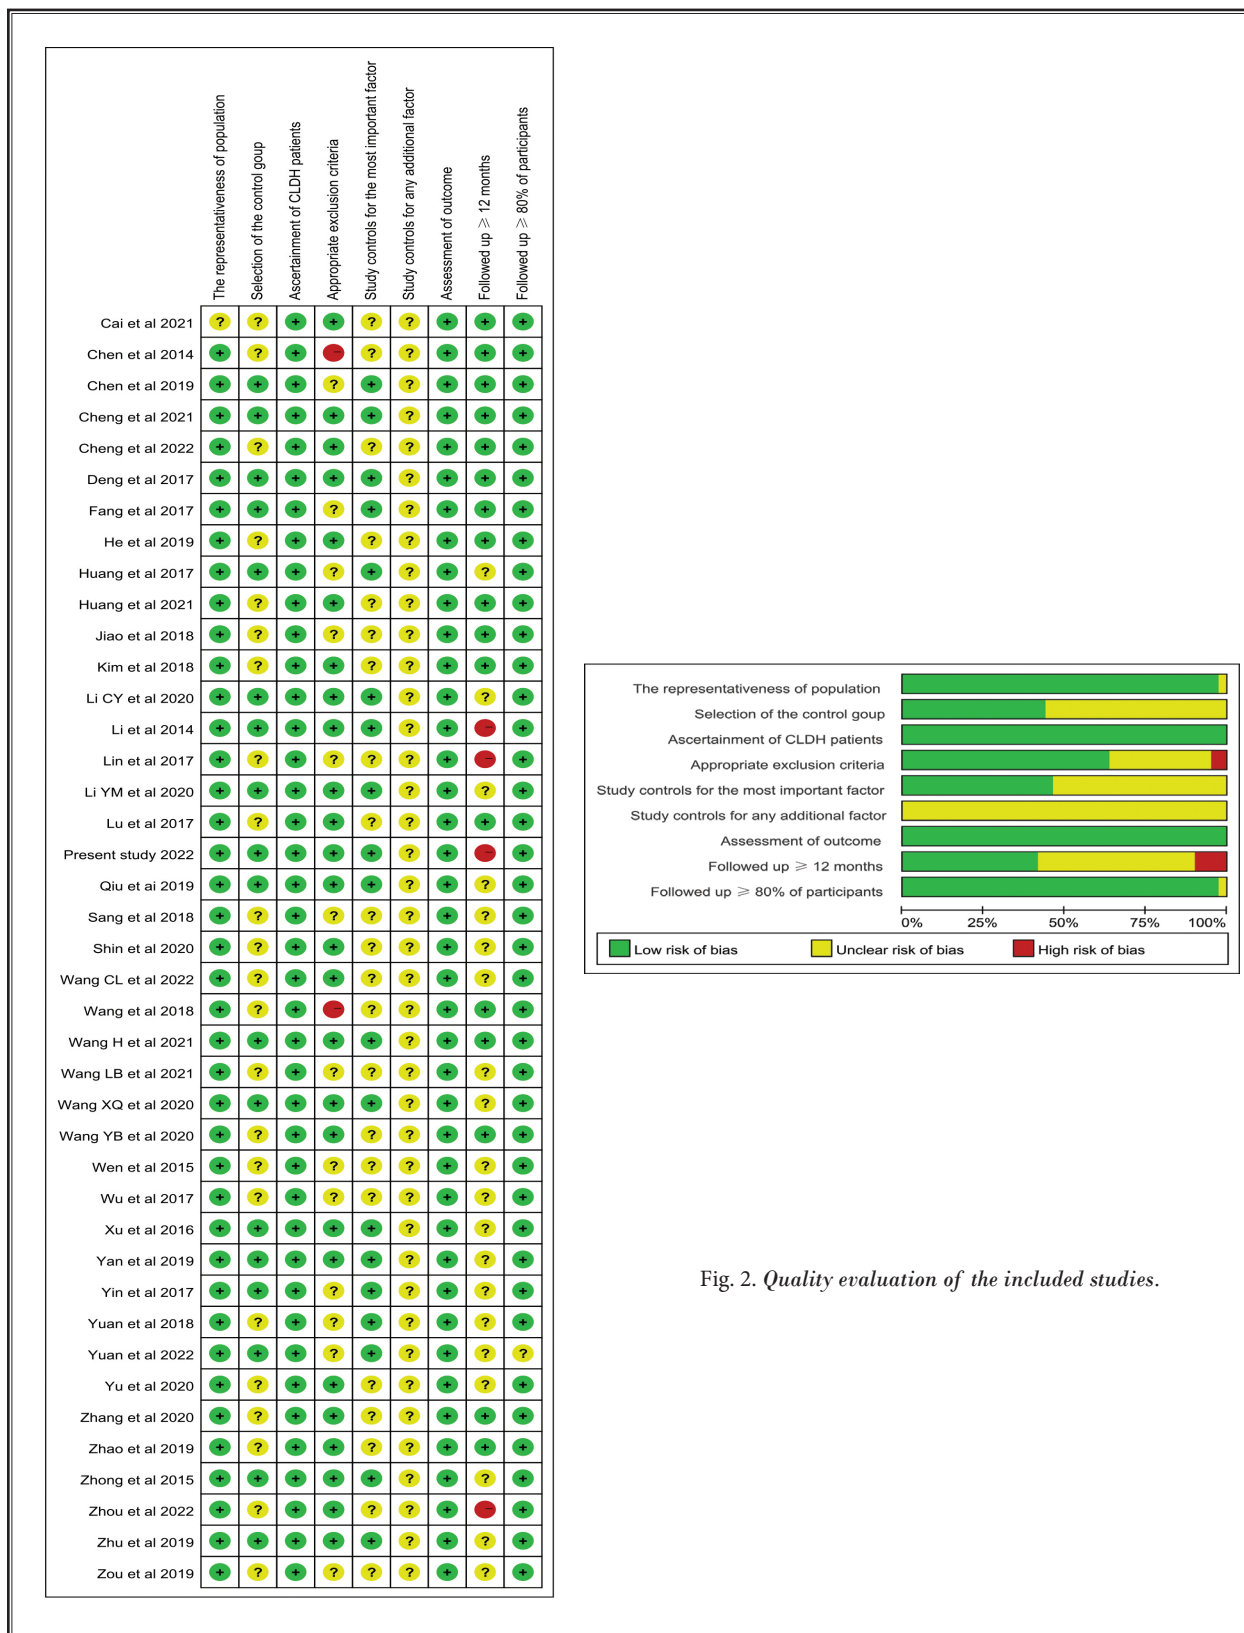 The representativeness of population
Selection of the control goup
Ascertainment of CLDH patients
Appropriate exclusion criteria
Study controls for the most important factor
Study controls for any additional factor
Assessment of outcome
Followed up ⩾ 12 months
Followed up ⩾ 80% of participants
Cai et al 2021 ? ? + + ? ? + + +
Chen et al 2014 + ? + − ? ? + + +
Chen et al 2019 + + + ? + ? + + +
Cheng et al 2021 + + + + + ? + + +
Cheng et al 2022 + ? + + ? ? + + +
Deng et al 2017 + + + + + ? + + +
Fang et al 2017 + + + ? + ? + + +
He et al 2019 + ? + + ? ? + + +
Huang et al 2017 + + + ? + ? + ? +
Huang et al 2021 + ? + + ? ? + + +
Jiao et al 2018 + ? + ? ? ? + + +
Kim et al 2018 + ? + + ? ? + + +
Li CY et al 2020 + + + + + ? + ? +
Li et al 2014 + + + + + ? + − +
Lin et al 2017 + ? + ? ? ? + − +
Li YM et al 2020 + + + + + ? + ? +
Lu et al 2017 + ? + + ? ? + + +
Present study 2022 + + + + + ? + − +
Qiu et ai 2019 + + + + + ? + ? +
Sang et al 2018 + ? + ? ? ? + ? +
Shin et al 2020 + ? + + ? ? + ? +
Wang CL et al 2022 + ? + + ? ? + ? +
Wang et al 2018 + ? + − ? ? + + +
Wang H et al 2021 + + + + + ? + + +
Wang LB et al 2021 + ? + ? ? ? + ? +
Wang XQ et al 2020 + + + + + ? + ? +
Wang YB et al 2020 + ? + + ? ? + + +
Wen et al 2015 + ? + ? ? ? + ? +
Wu et al 2017 + ? + ? ? ? + ? +
Xu et al 2016 + + + + + ? + ? +
Yan et al 2019 + + + + + ? + ? +
Yin et al 2017 + + + ? + ? + ? +
Yuan et al 2018 + ? + ? + ? + ? +
Yuan et al 2022 + + + ? + ? + ? ?
Yu et al 2020 + ? + + ? ? + ? +
Zhang et al 2020 + ? + + ? ? + + +
Zhao et al 2019 + ? + + ? ? + + +
Zhong et al 2015 + + + + + ? + ? +
Zhou et al 2022 + ? + + ? ? + − +
Zhu et al 2019 + + + + + ? + ? +
Zou et al 2019 + ? + ? ? ? + ? +
The representativeness of population
Selection of the control goup
Ascertainment of CLDH patients
Appropriate exclusion criteria
Study controls for the most important factor
Study controls for any additional factor
Assessment of outcome
Followed up ⩾ 12 months
Followed up ⩾ 80% of participants
0% 25% 50% 75% 100%
Low risk of bias Unclear risk of bias High risk of bias
Fig. 2. Quality evaluation of the included studies.